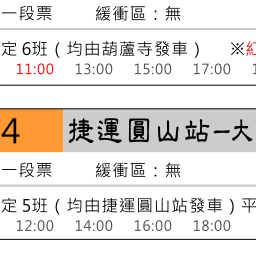 一段票 緩衝區：無
定 6班（均由葫蘆寺發車） ※紅
11:00 13:00 15:00 17:00 1
4 捷運圓山站-大
一段票 緩衝區：無
定 5班（均由捷運圓山站發車）平
12:00 14:00 16:00 18:00